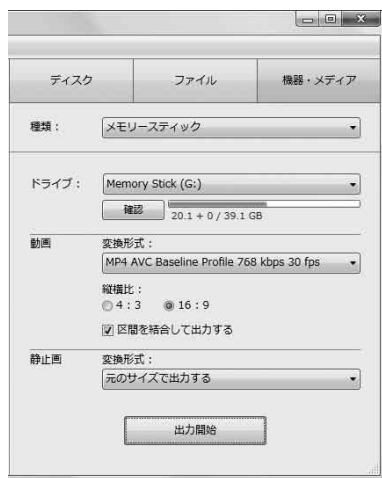 ディスク ファイル 機器・メディア
種類： メモリースティック
ドライブ： Memory Stick (G:)
確認 20.1 + 0 / 39.1 GB
動画 変換形式：
MP4 AVC Baseline Profile 768 kbps 30 fps
縦横比：
4：3 16：9
区間を結合して出力する
静止画 変換形式：
元のサイズで出力する
出力開始